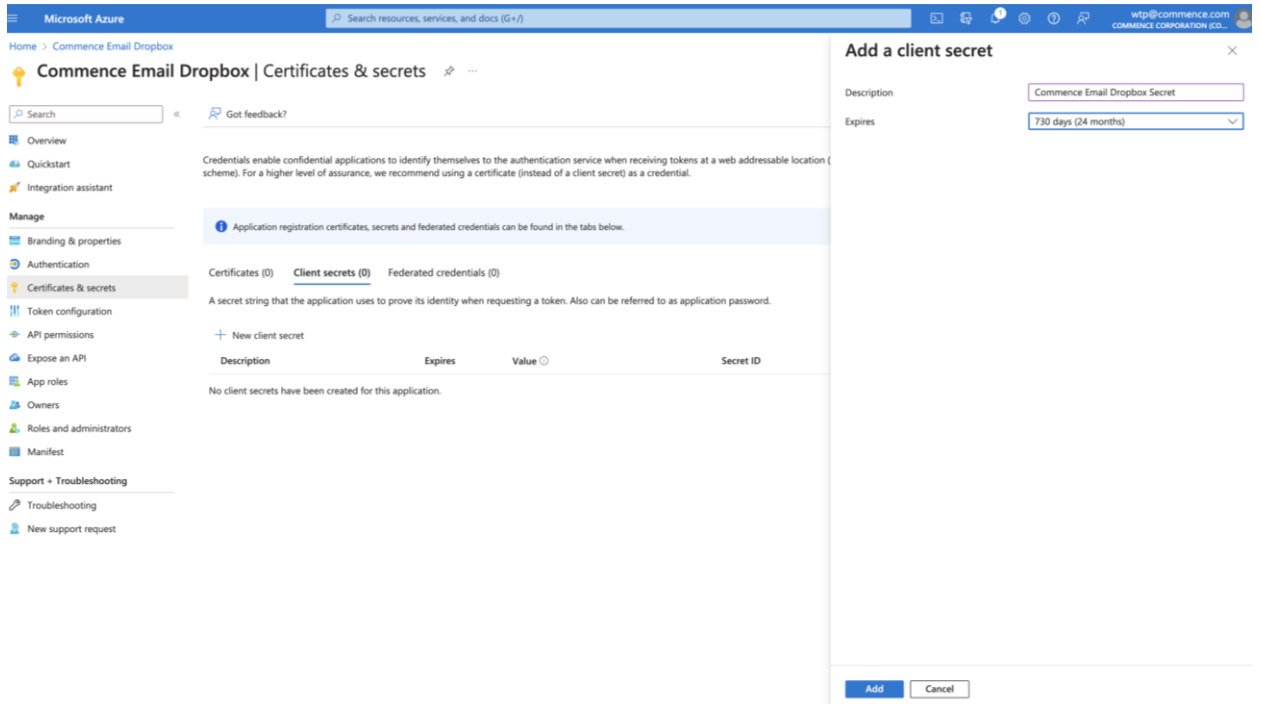 Microsoft Azure
Search resources, services, and docs (G+/)
1
wtp@commence.com
COMMENCE CORPORATION (CO...
Home > Commence Email Dropbox
Commence Email Dropbox | Certificates & secrets
...
Search
«
Overview
Quickstart
Integration assistant
Manage
Branding & properties
Authentication
Certificates & secrets
Token configuration
API permissions
Expose an API
App roles
Owners
Roles and administrators
Manifest
Support + Troubleshooting
Troubleshooting
New support request
Got feedback?
Credentials enable confidential applications to identify themselves to the authentication service when receiving tokens at a web addressable location (
scheme). For a higher level of assurance, we recommend using a certificate (instead of a client secret) as a credential.
Application registration certificates, secrets and federated credentials can be found in the tabs below.
Certificates (0) Client secrets (0) Federated credentials (0)
A secret string that the application uses to prove its identity when requesting a token. Also can be referred to as application password.
New client secret
Description Expires Value Secret ID
No client secrets have been created for this application.
Add a client secret
Description Commence Email Dropbox Secret
Expires 730 days (24 months)
Add Cancel